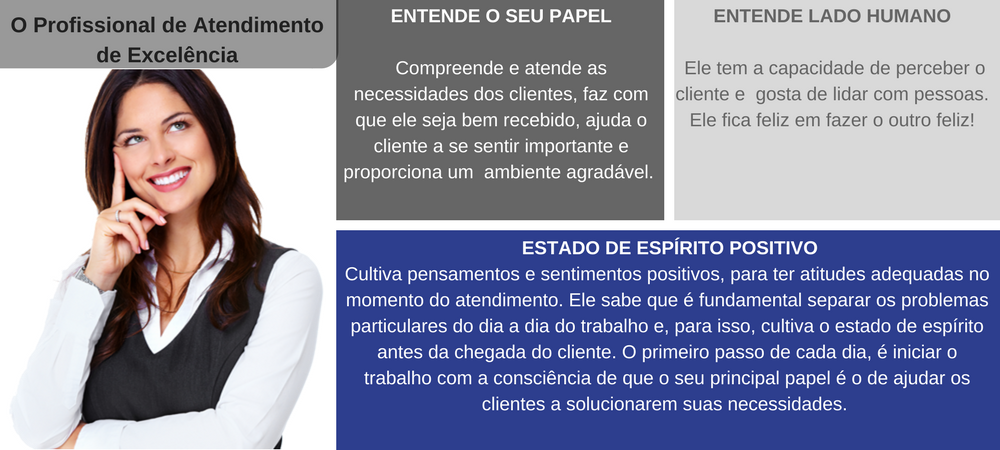 O Profissional de Atendimento
de Excelência
ENTENDE O SEU PAPEL
Compreende e atende as
necessidades dos clientes, faz com
que ele seja bem recebido, ajuda o
cliente a se sentir importante e
proporciona um  ambiente agradável.
ENTENDE LADO HUMANO
Ele tem a capacidade de perceber o
cliente e  gosta de lidar com pessoas.
Ele fica feliz em fazer o outro feliz!
ESTADO DE ESPÍRITO POSITIVO
Cultiva pensamentos e sentimentos positivos, para ter atitudes adequadas no
momento do atendimento. Ele sabe que é fundamental separar os problemas
particulares do dia a dia do trabalho e, para isso, cultiva o estado de espírito
antes da chegada do cliente. O primeiro passo de cada dia, é iniciar o
trabalho com a consciência de que o seu principal papel é o de ajudar os
clientes a solucionarem suas necessidades.